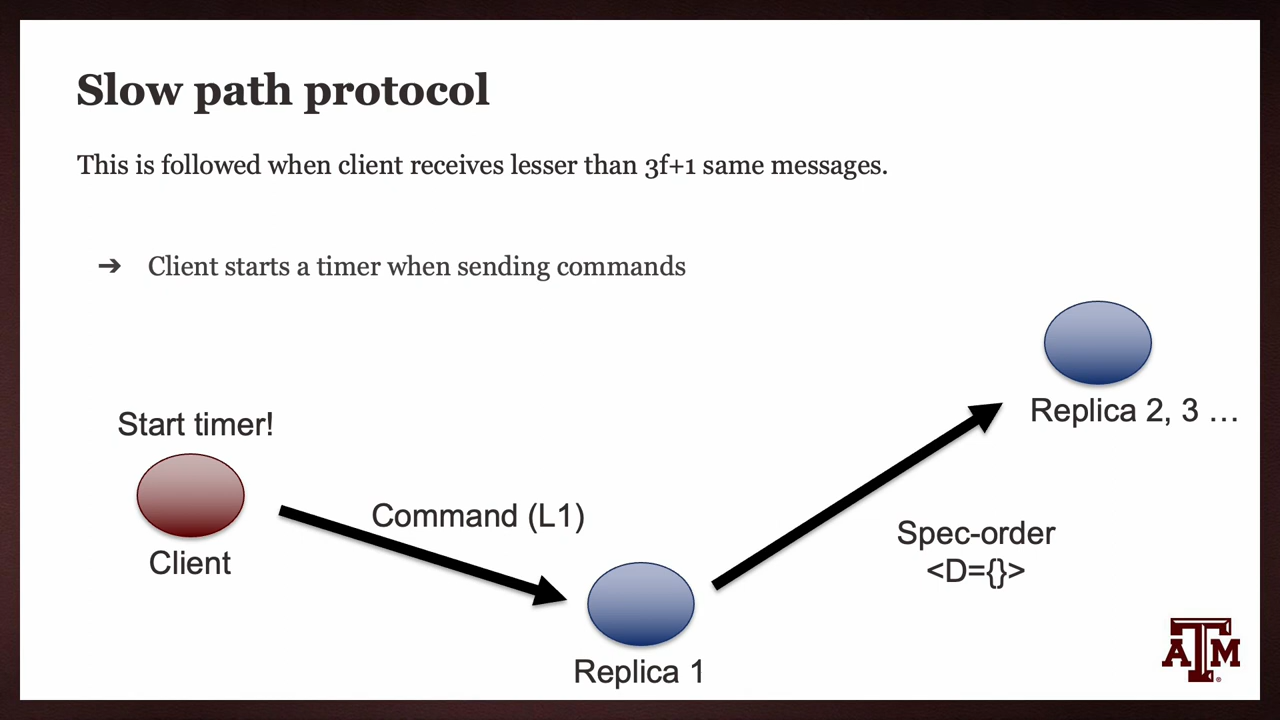 Slow path protocol
This is followed when client receives lesser than 3f+1 same messages.
➔ Client starts a timer when sending commands
Replica 2, 3 …
Start timer!
Command (L1)
Client
Spec-order
<D={}>
Replica 1
ATM